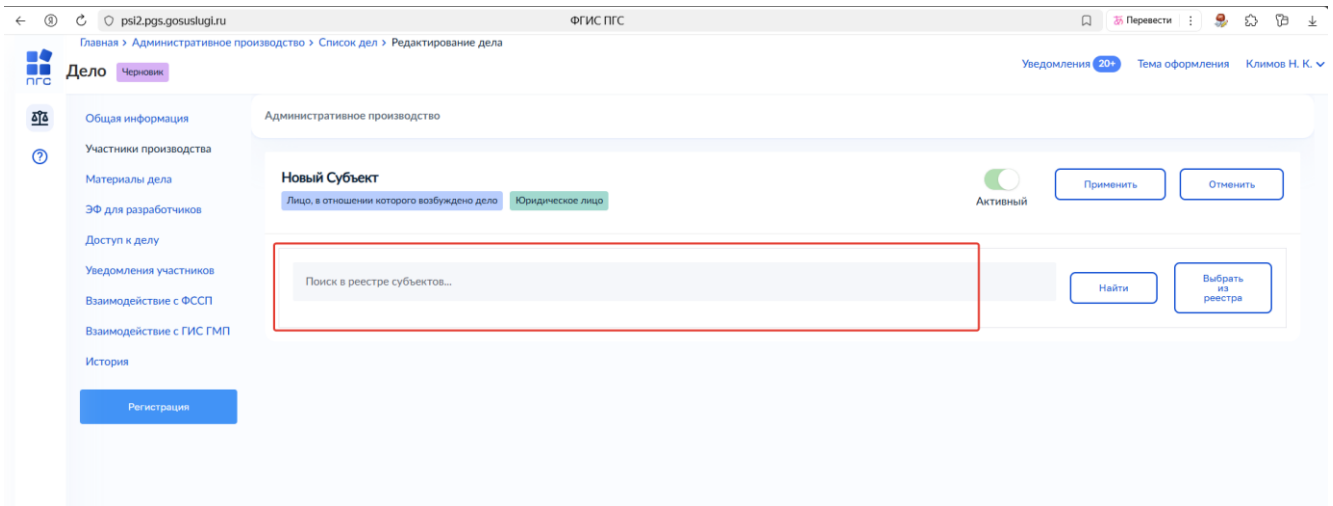 psi2.pgs.gosuslugi.ru ФГИС ПГС Перевести
Главная › Административное производство › Список дел › Редактирование дела
ПГС
Дело Черновик
Уведомления 20+ Тема оформления Климов Н. К.
Общая информация
Участники производства
Материалы дела
ЭФ для разработчиков
Доступ к делу
Уведомления участников
Взаимодействие с ФССП
Взаимодействие с ГИС ГМП
История
Регистрация
Административное производство
Новый Субъект
Лицо, в отношении которого возбуждено дело Юридическое лицо
Активный
Применить
Отменить
Поиск в реестре субъектов...
Найти
Выбрать
из
реестра